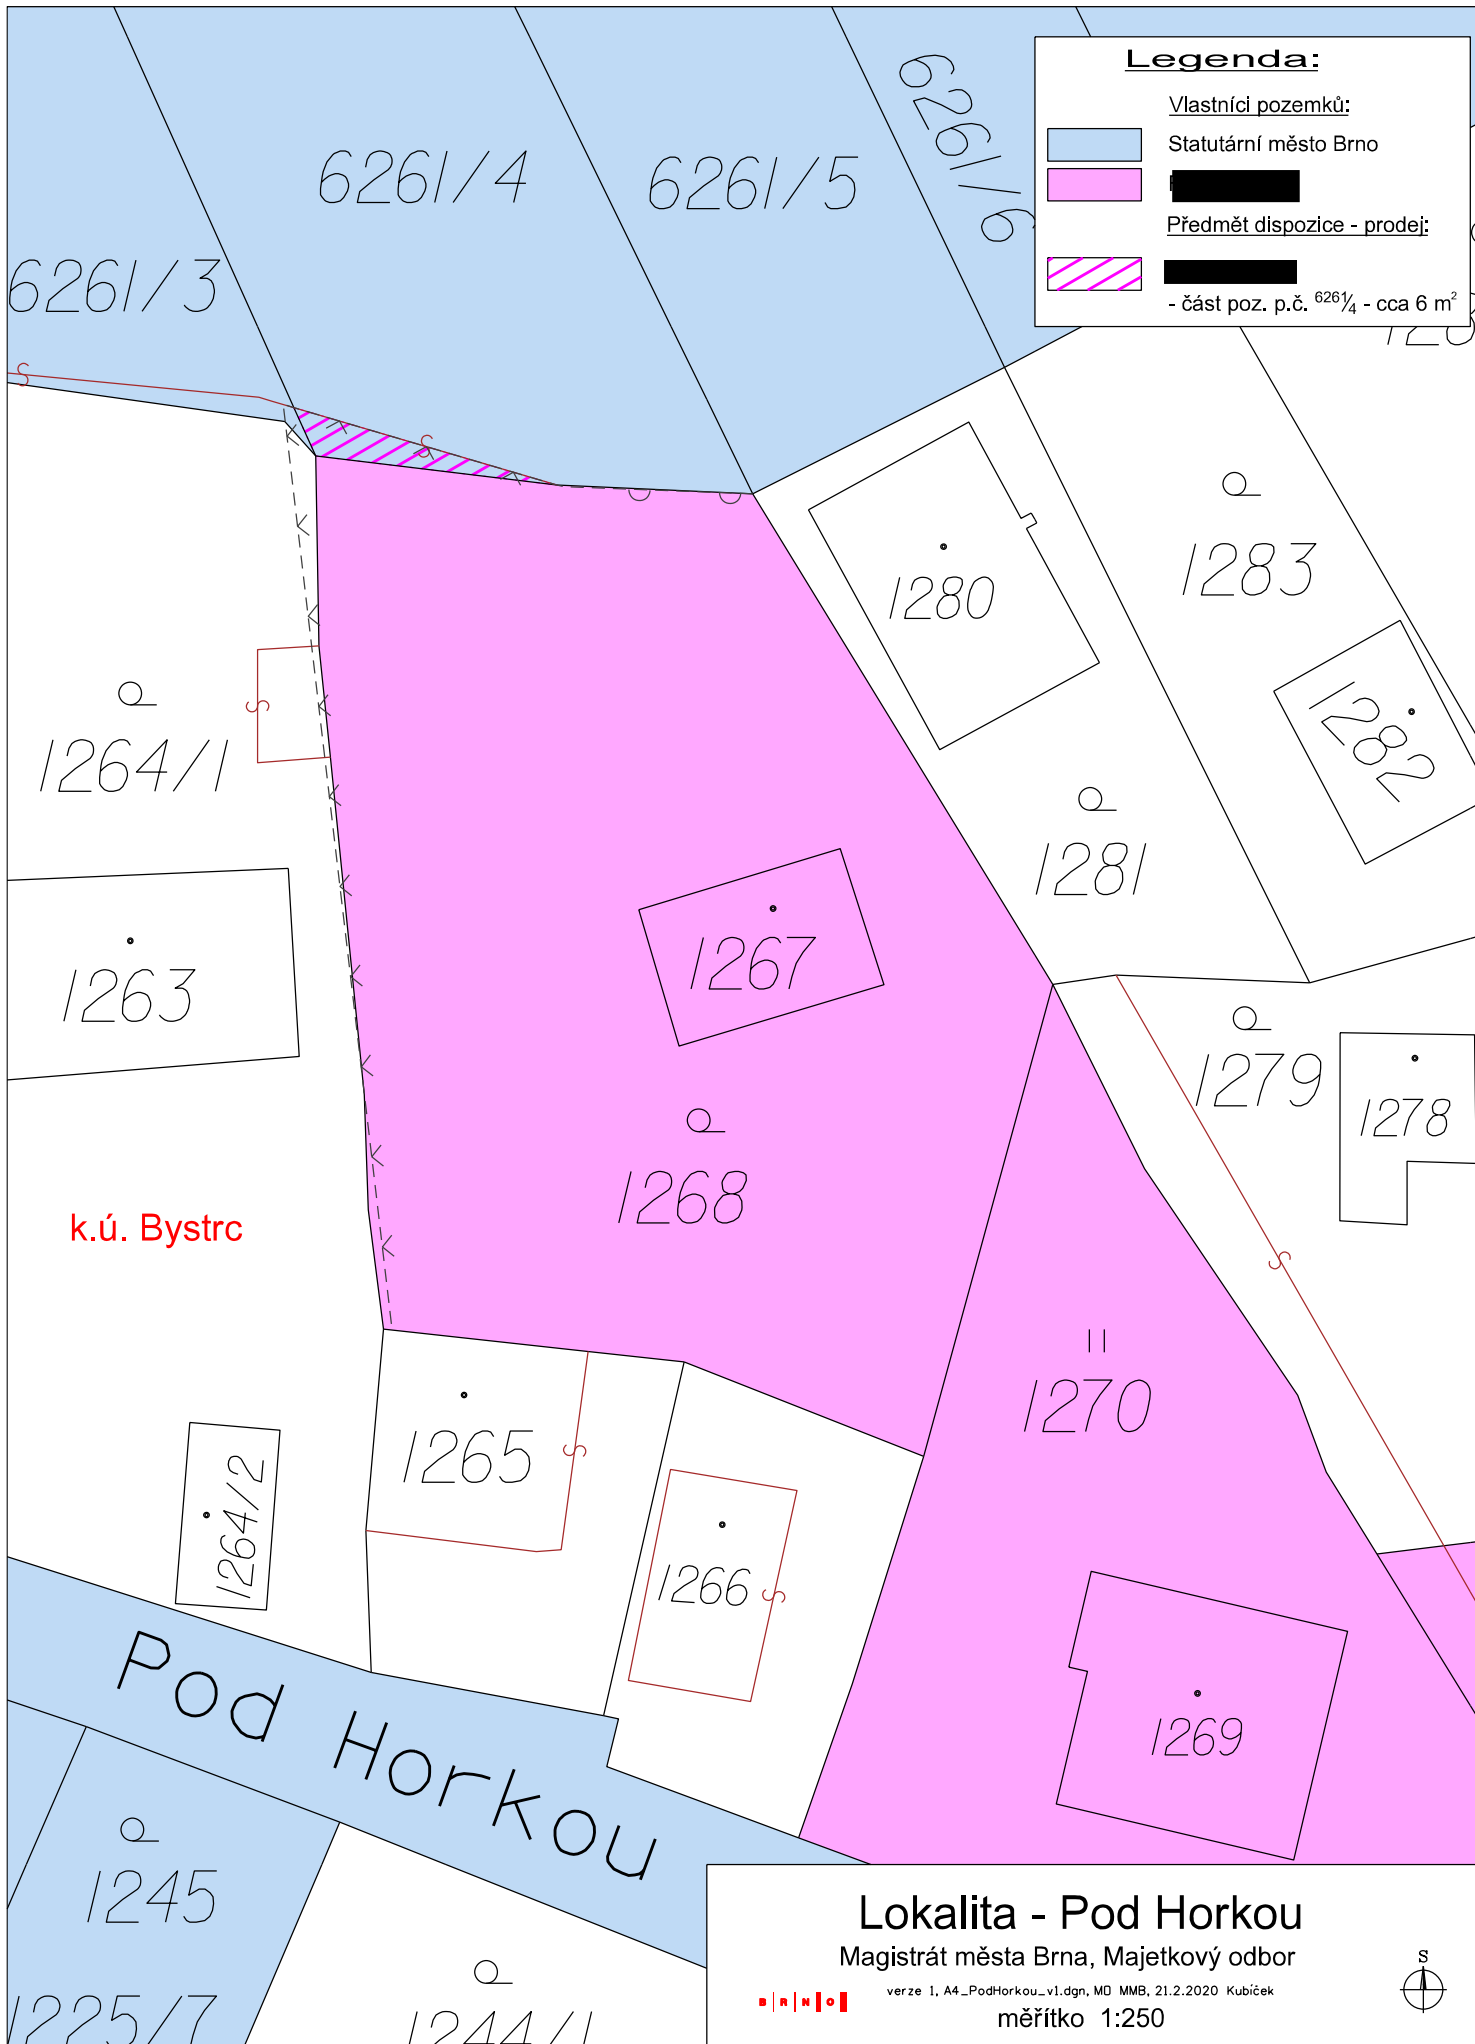 Legenda:
Vlastníci pozemků:
Statutární město Brno
Předmět dispozice - prodej:
- část poz. p.č. 6261/4 - cca 6 m²
6261/3
6261/4
6261/5
6261/6
S
S
1280
1283
1282
1281
1264/1
S
1263
1267
1268
1279
1278
S
k.ú. Bystrc
1270
1265
S
1264/2
1266
S
1269
Pod Horkou
1245
1225/7
1244/1
Lokalita - Pod Horkou
Magistrát města Brna, Majetkový odbor
B R N O
verze 1, A4_PodHorkou_v1.dgn, MO MMB, 21.2.2020 Kubíček
měřítko 1:250
S